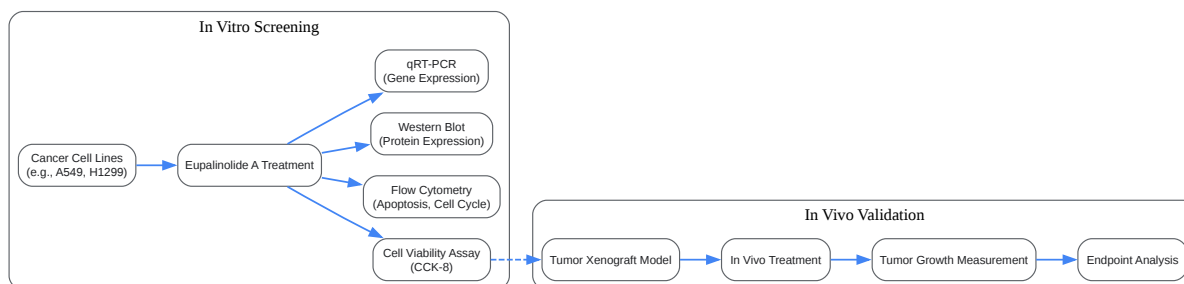 In Vitro Screening
qRT-PCR
(Gene Expression)
Western Blot
(Protein Expression)
Cancer Cell Lines
(e.g., A549, H1299)
Eupalinolide A Treatment
Flow Cytometry
(Apoptosis, Cell Cycle)
Cell Viability Assay
(CCK-8)
In Vivo Validation
Tumor Xenograft Model
In Vivo Treatment
Tumor Growth Measurement
Endpoint Analysis